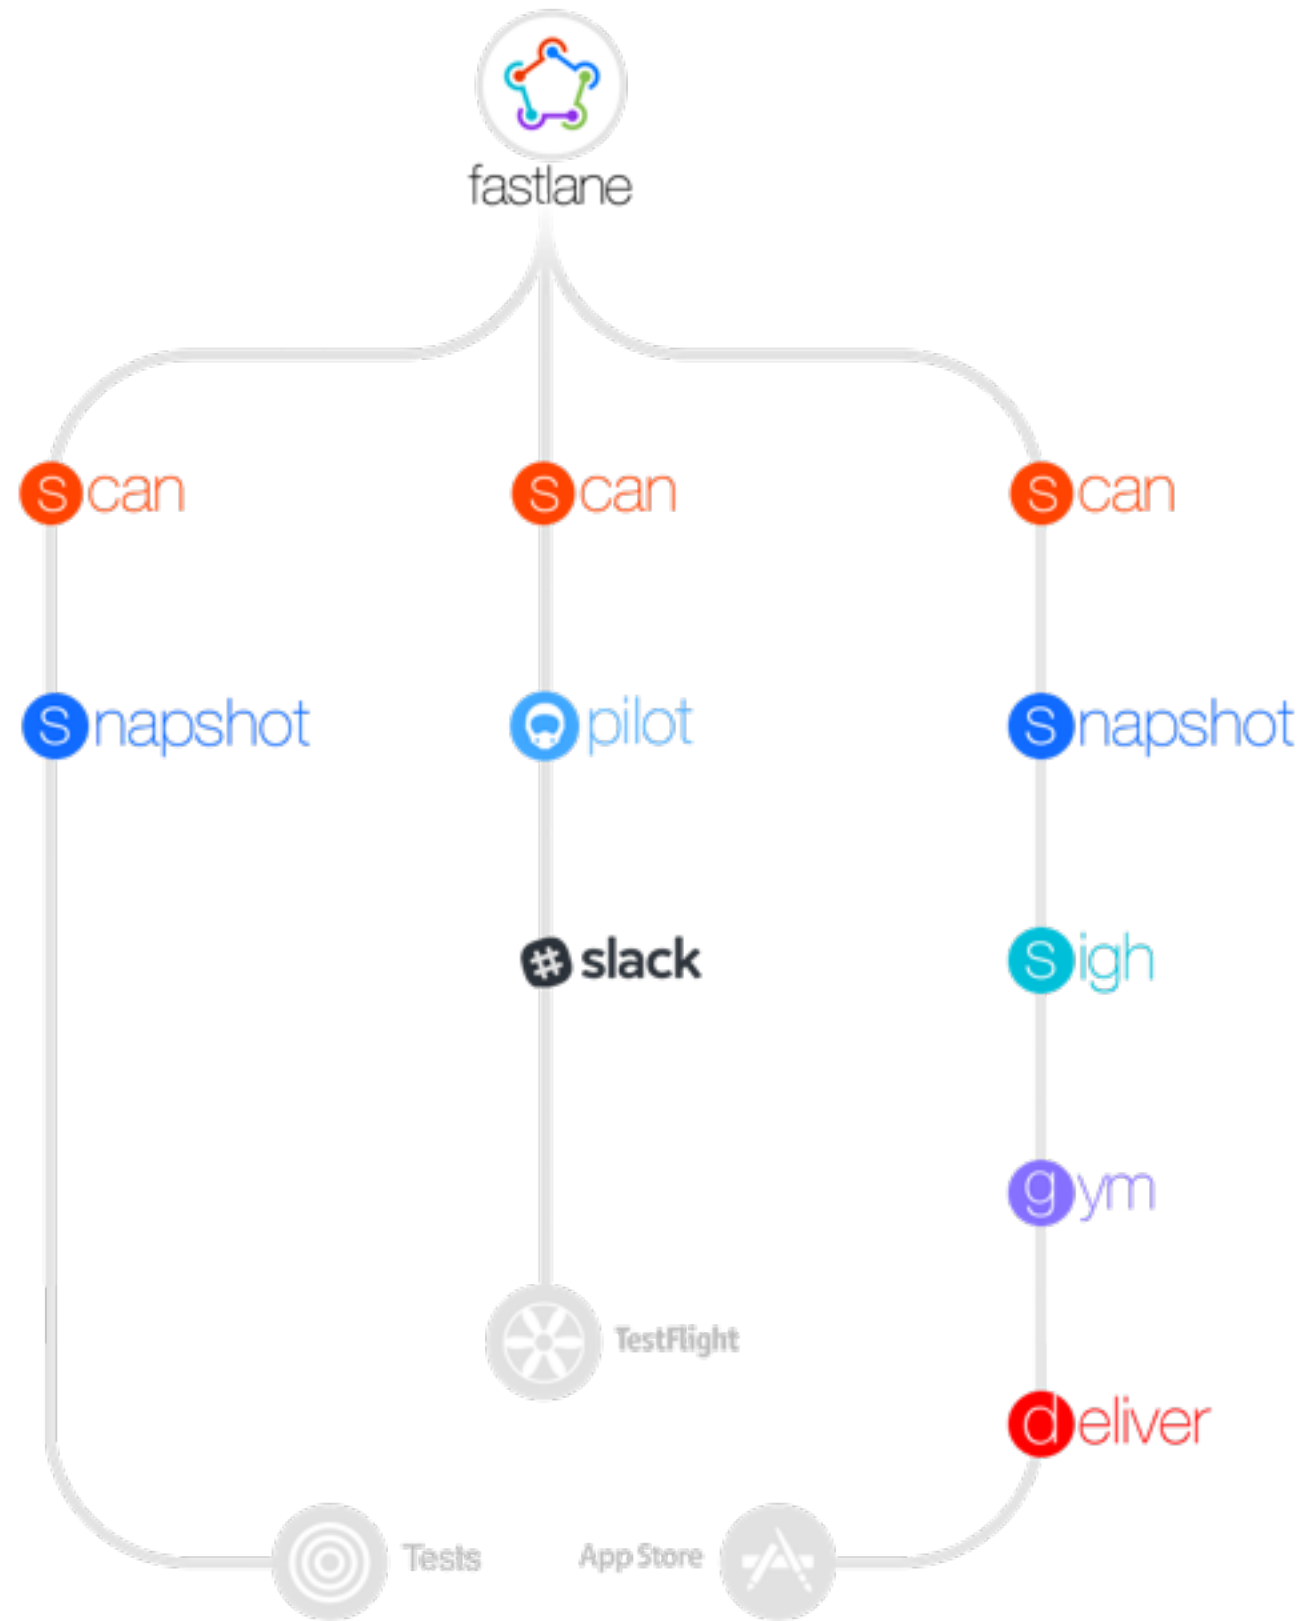 fastlane
scan
scan
scan
snapshot
pilot
snapshot
slack
sigh
gym
TestFlight
deliver
Tests
App Store